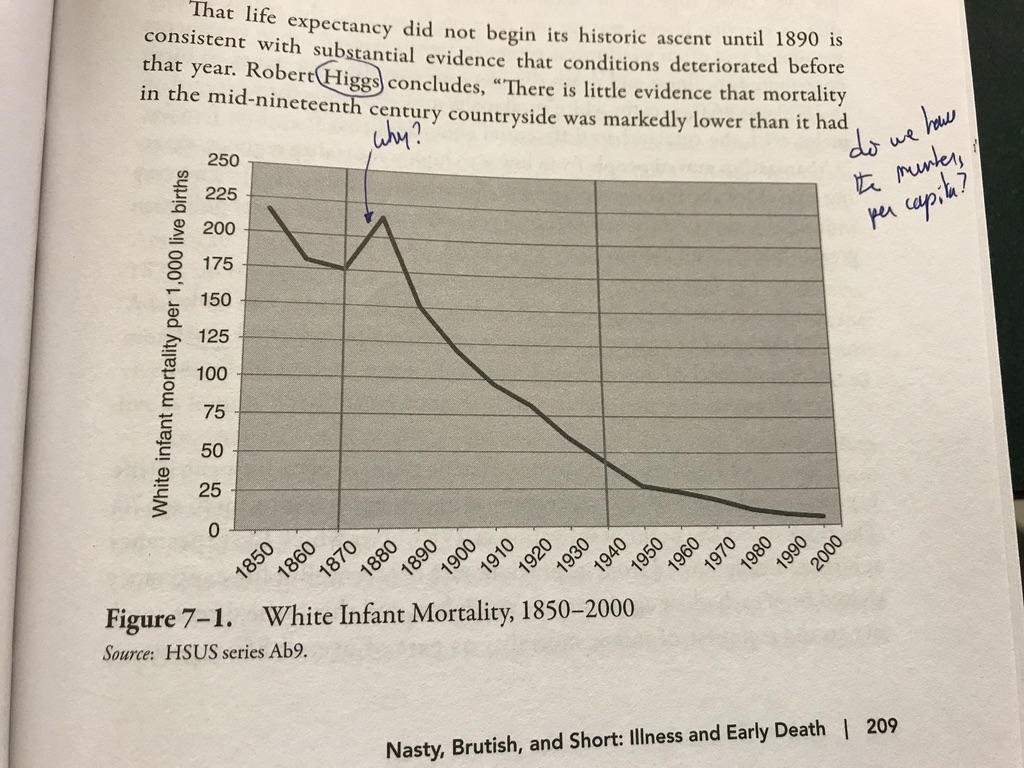 That life expectancy did not begin its historic ascent until 1890 is
consistent with substantial evidence that conditions deteriorated before
that year. Robert Higgs concludes, “There is little evidence that mortality
in the mid-nineteenth century countryside was markedly lower than it had
why?
do we have
the
per capita?
White infant mortality per 1,000 live births
250
225
200
175
150
125
100
75
50
25
0
1850 1860 1870 1880 1890 1900 1910 1920 1930 1940 1950 1960 1970 1980 1990 2000
Figure 7–1. White Infant Mortality, 1850–2000
Source: HSUS series Ab9.
Nasty, Brutish, and Short: Illness and Early Death | 209